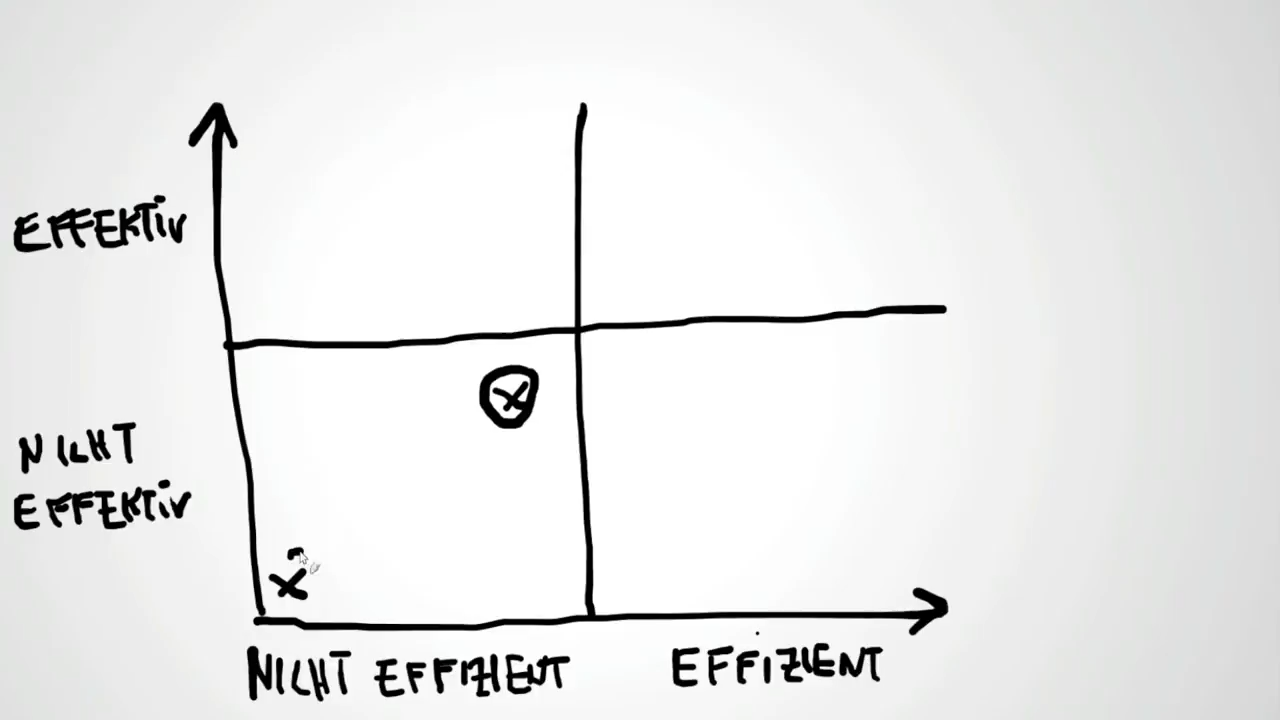 EFFEKTiV
NICHT
EFFEKTiV
x
x
NICHT EFFIZIENT
EFFIZIENT